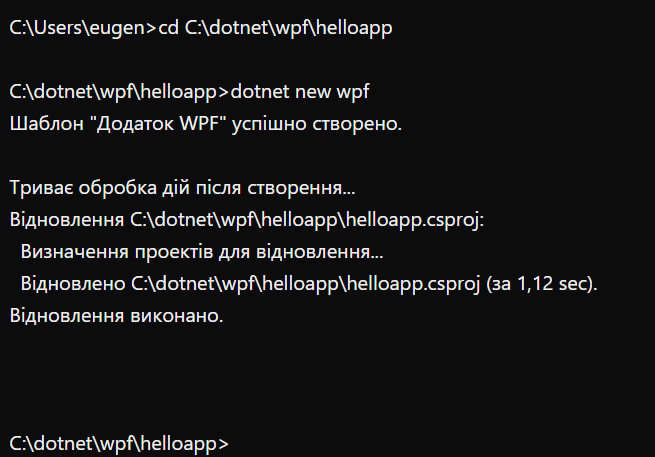 C:\Users\eugen>cd C:\dotnet\wpf\helloapp
C:\dotnet\wpf\helloapp>dotnet new wpf
Шаблон "Додаток WPF" успішно створено.
Триває обробка дій після створення...
Відновлення C:\dotnet\wpf\helloapp\helloapp.csproj:
  Визначення проектів для відновлення...
  Відновлено C:\dotnet\wpf\helloapp\helloapp.csproj (за 1,12 sec).
Відновлення виконано.
C:\dotnet\wpf\helloapp>